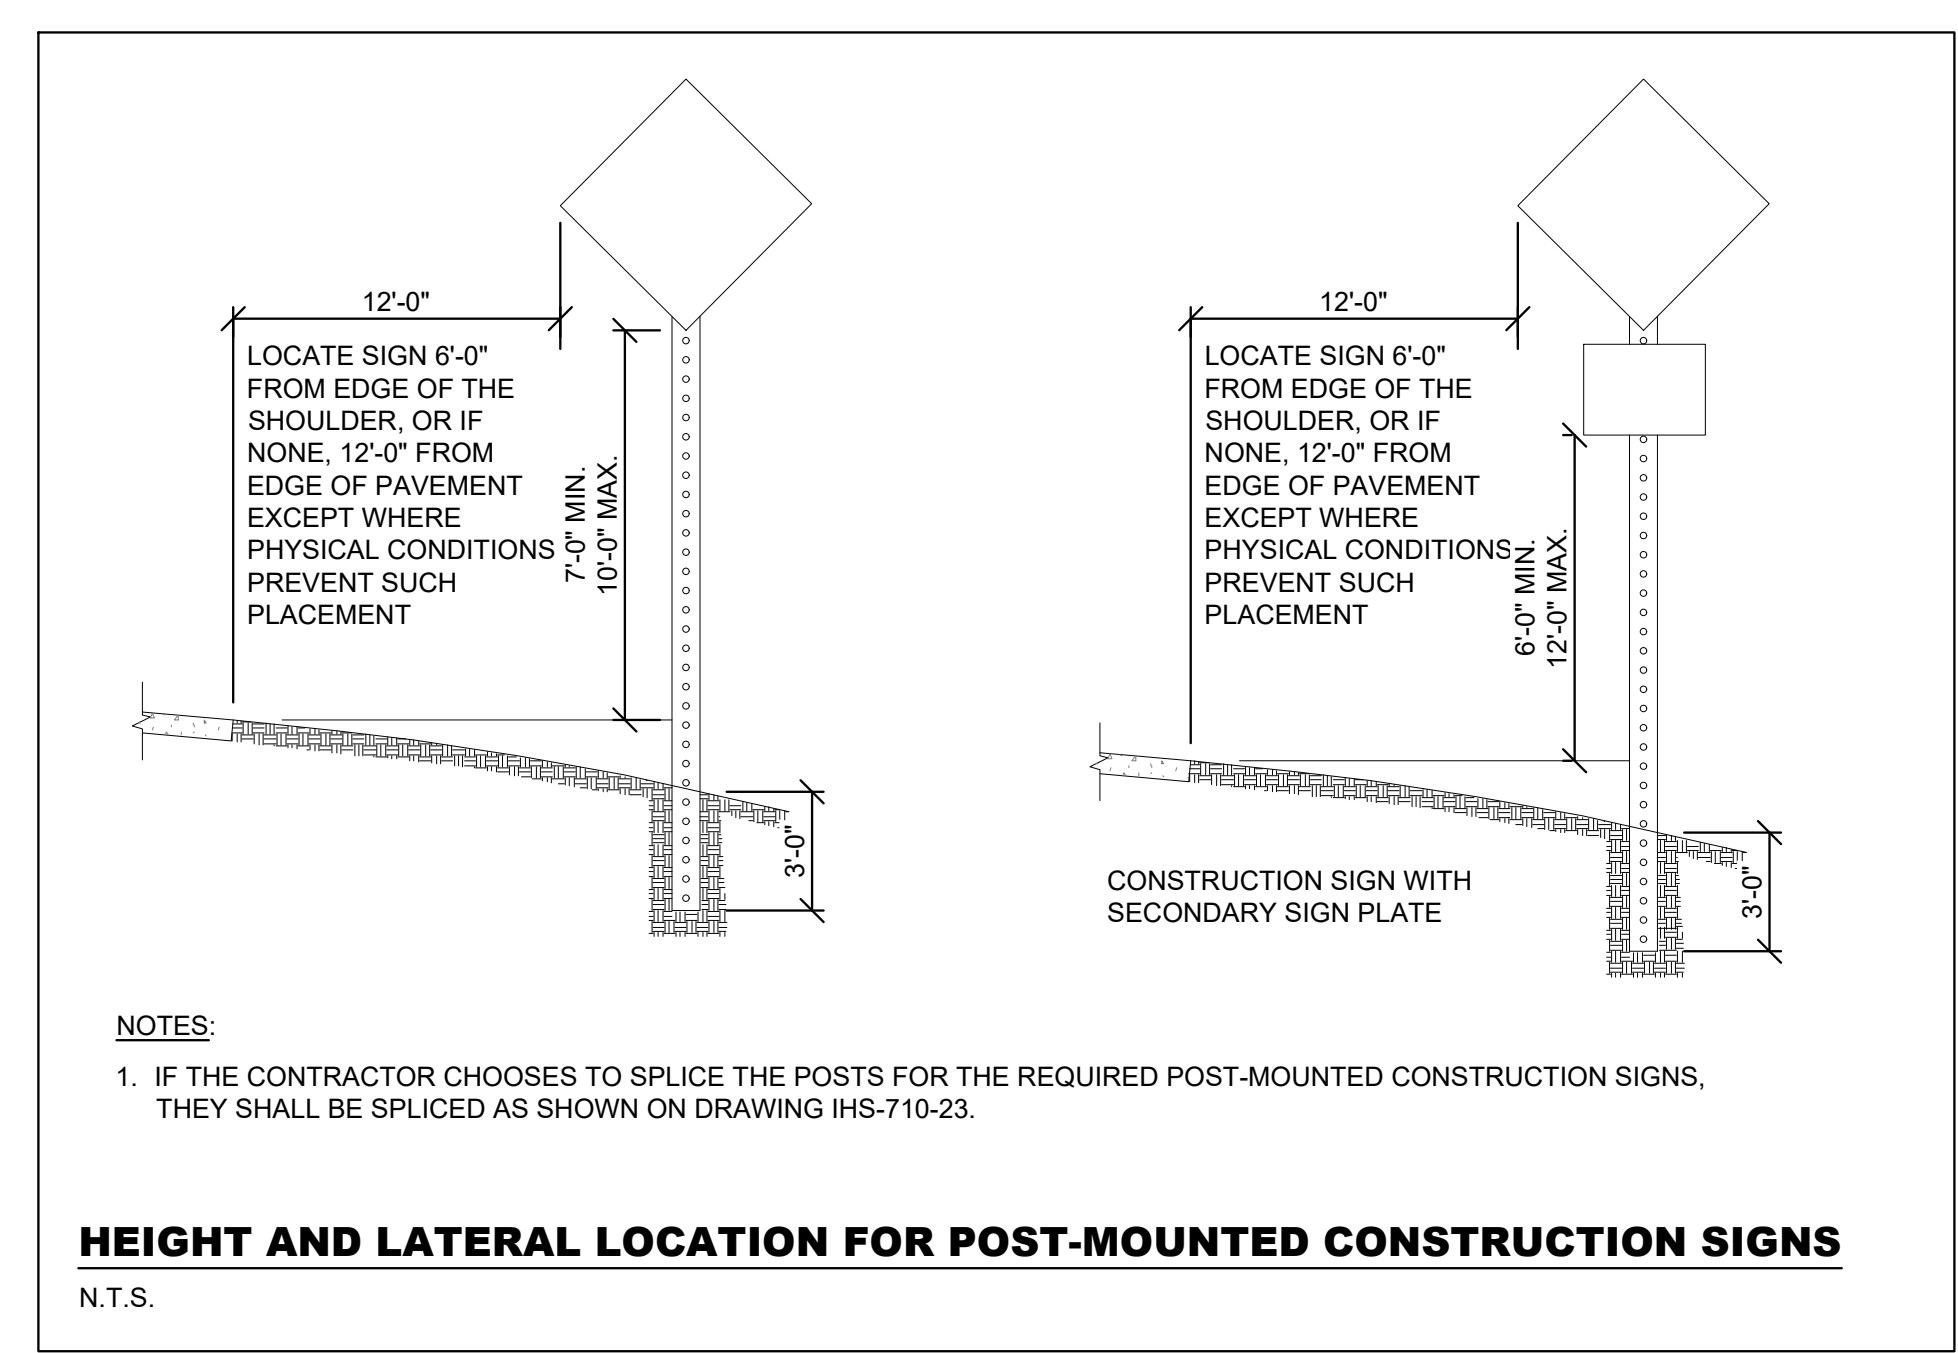 12'-0"
LOCATE SIGN 6'-0"
FROM EDGE OF THE
SHOULDER, OR IF
NONE, 12'-0" FROM
EDGE OF PAVEMENT
EXCEPT WHERE
PHYSICAL CONDITIONS
PREVENT SUCH
PLACEMENT
7'-0" MIN.
10'-0" MAX.
3'-0"
12'-0"
LOCATE SIGN 6'-0"
FROM EDGE OF THE
SHOULDER, OR IF
NONE, 12'-0" FROM
EDGE OF PAVEMENT
EXCEPT WHERE
PHYSICAL CONDITIONS
PREVENT SUCH
PLACEMENT
6'-0" MIN.
12'-0" MAX.
3'-0"
CONSTRUCTION SIGN WITH
SECONDARY SIGN PLATE
NOTES:
1. IF THE CONTRACTOR CHOOSES TO SPLICE THE POSTS FOR THE REQUIRED POST-MOUNTED CONSTRUCTION SIGNS,
THEY SHALL BE SPLICED AS SHOWN ON DRAWING IHS-710-23.
HEIGHT AND LATERAL LOCATION FOR POST-MOUNTED CONSTRUCTION SIGNS
N.T.S.